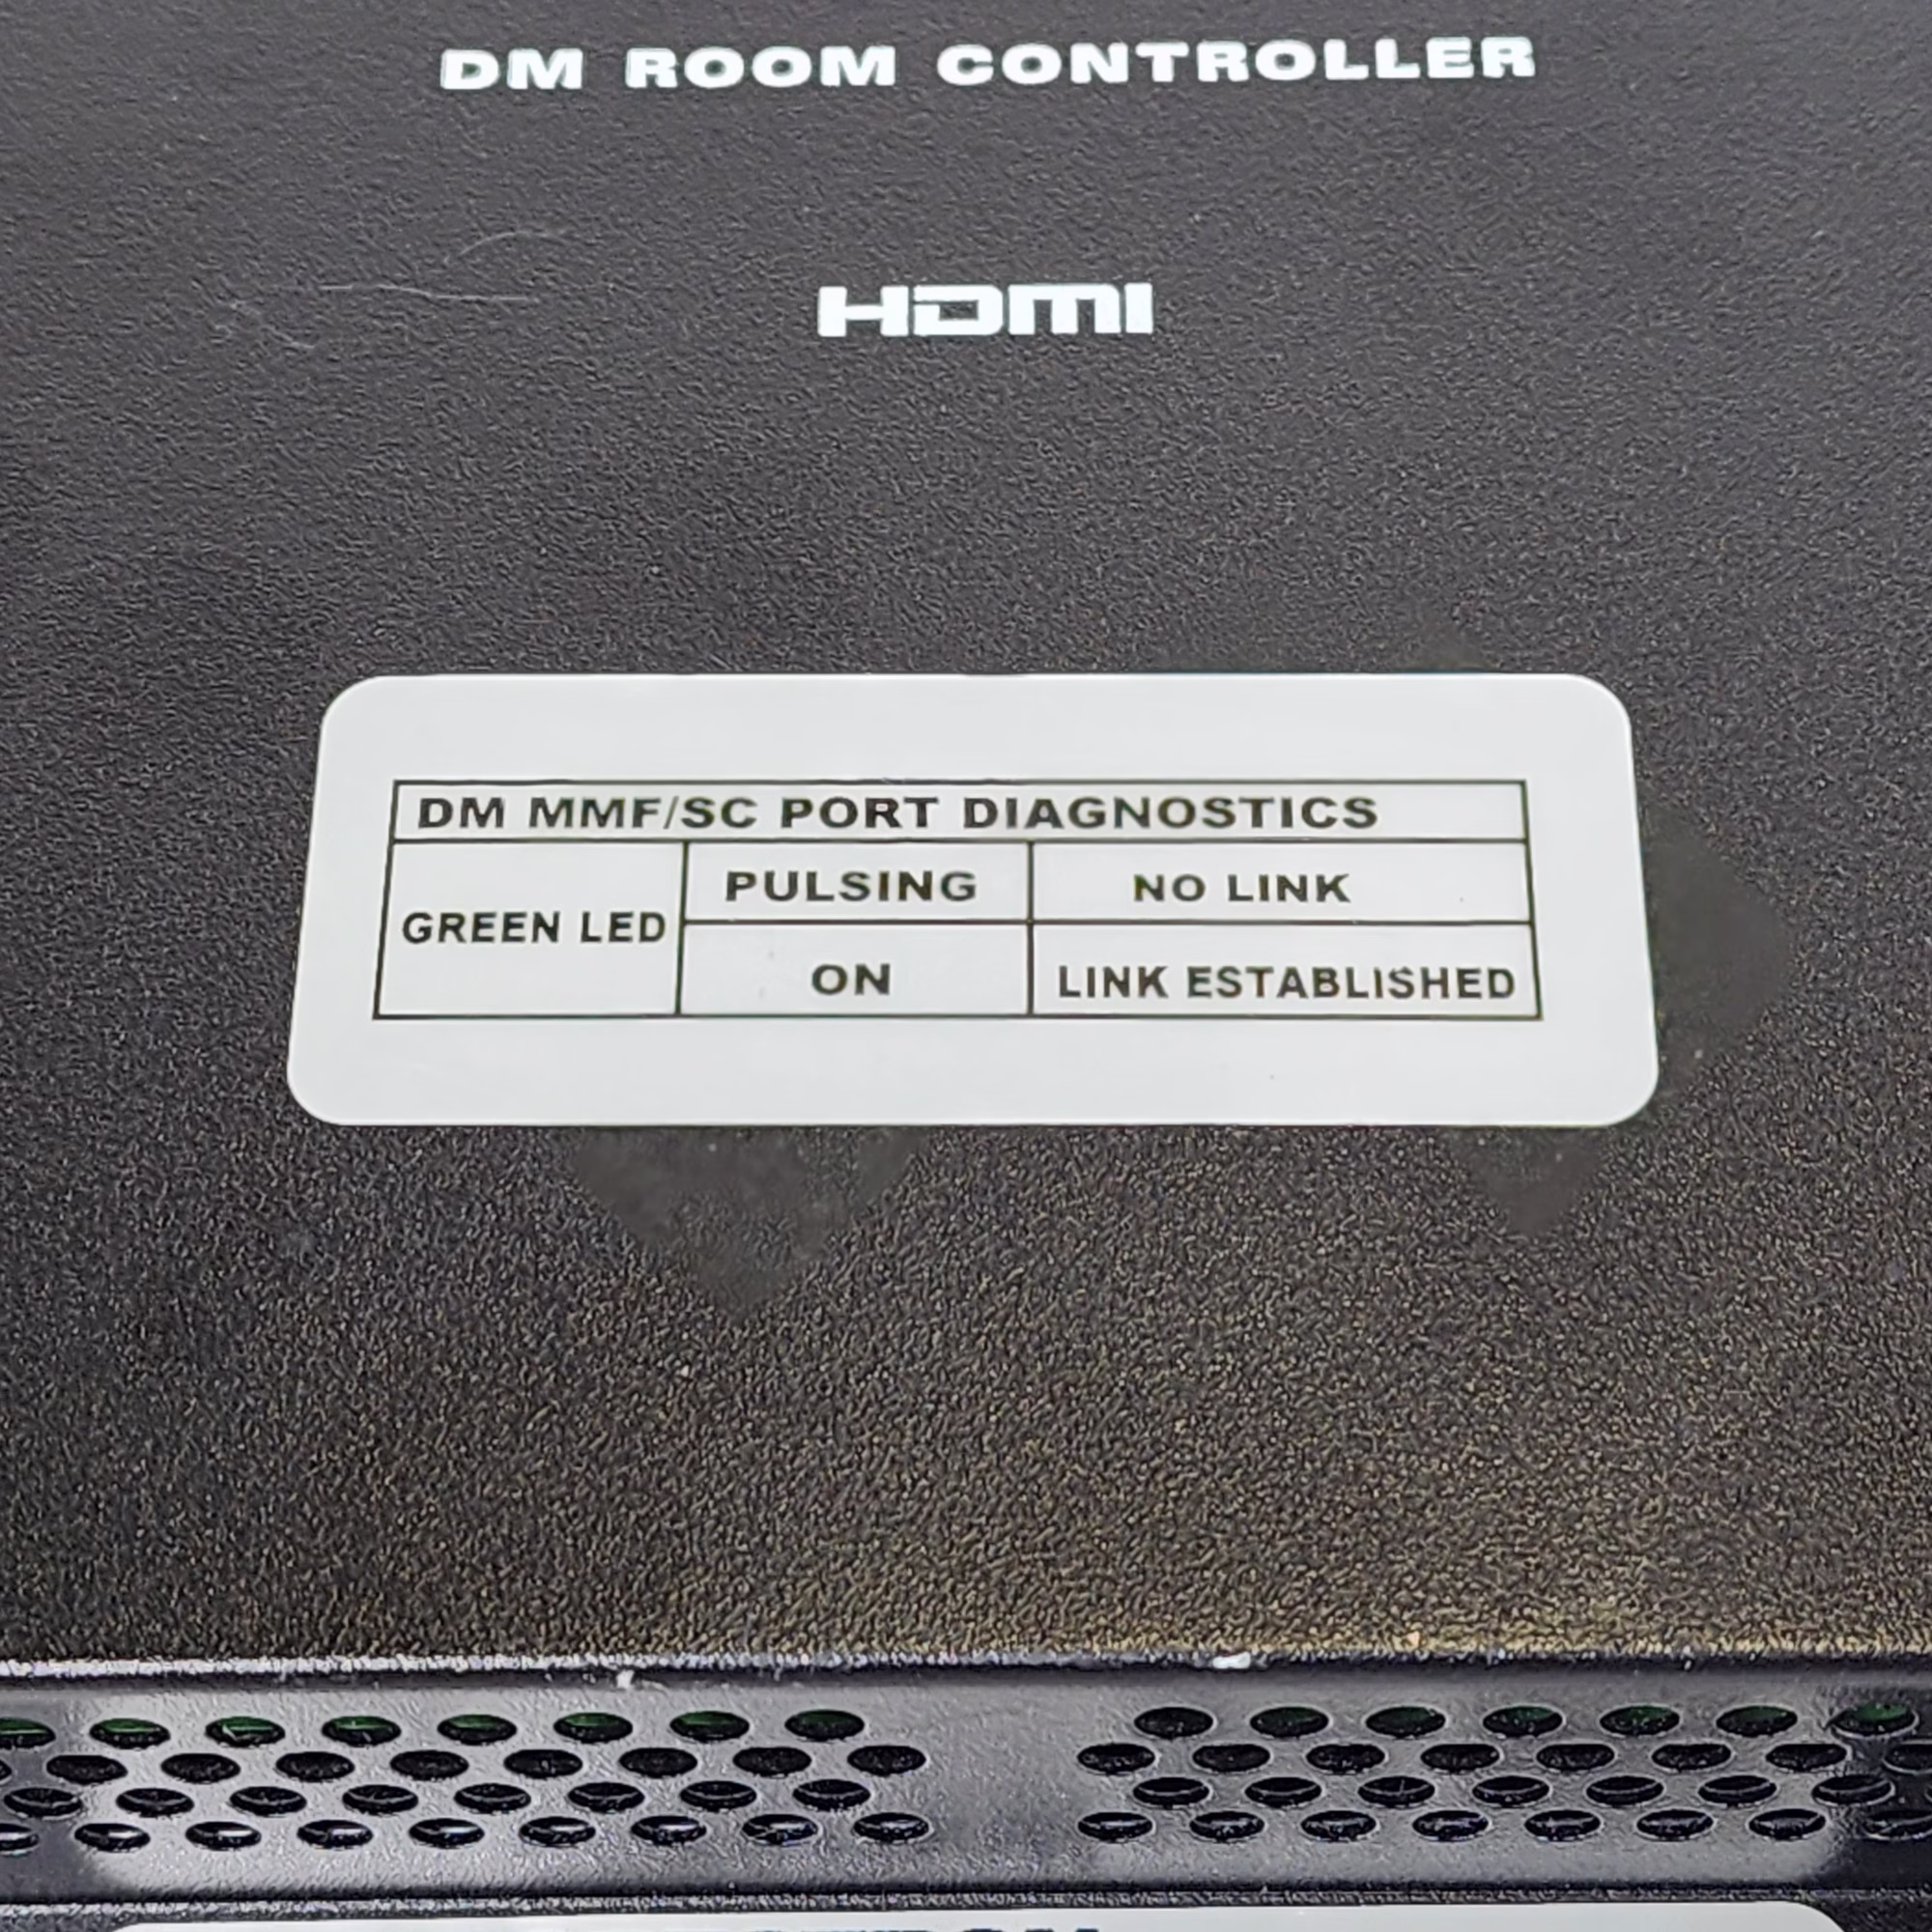 DM ROOM CONTROLLER
HDMI
DM MMF/SC PORT DIAGNOSTICS
GREEN LED
PULSING NO LINK
ON LINK ESTABLISHED